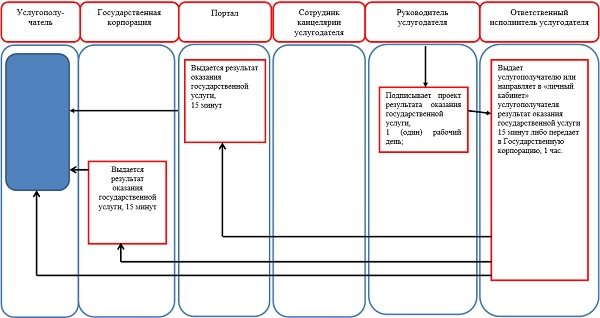 Услугополу-
чатель
Государственная
корпорация
Портал
Сотрудник
канцелярии
услугодателя
Руководитель
услугодателя
Ответственный
исполнитель услугодателя
Выдается результат
оказания
государственной
услуги,
15 минут
Подписывает проект
результата оказания
государственной
услуги,
1 (один) рабочий
день;
Выдает
услугополучателю или
направляет в «личный
кабинет»
услугополучателя
результат оказания
государственной услуги
15 минут либо передает
в Государственную
корпорацию, 1 час.
Выдается
результат
оказания
государственной
услуги, 15 минут